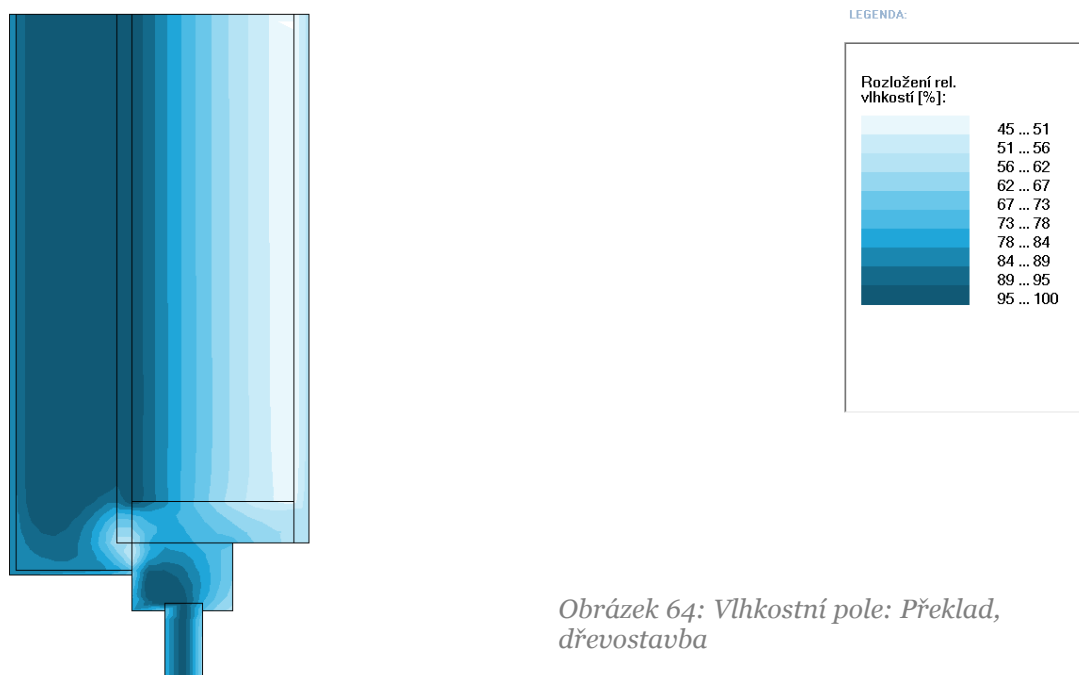 LEGENDA:
Rozložení rel.
vlhkostí [%]:
45 ... 51
51 ... 56
56 ... 62
62 ... 67
67 ... 73
73 ... 78
78 ... 84
84 ... 89
89 ... 95
95 ... 100
Obrázek 64: Vlhkostní pole: Překlad,
dřevostavba